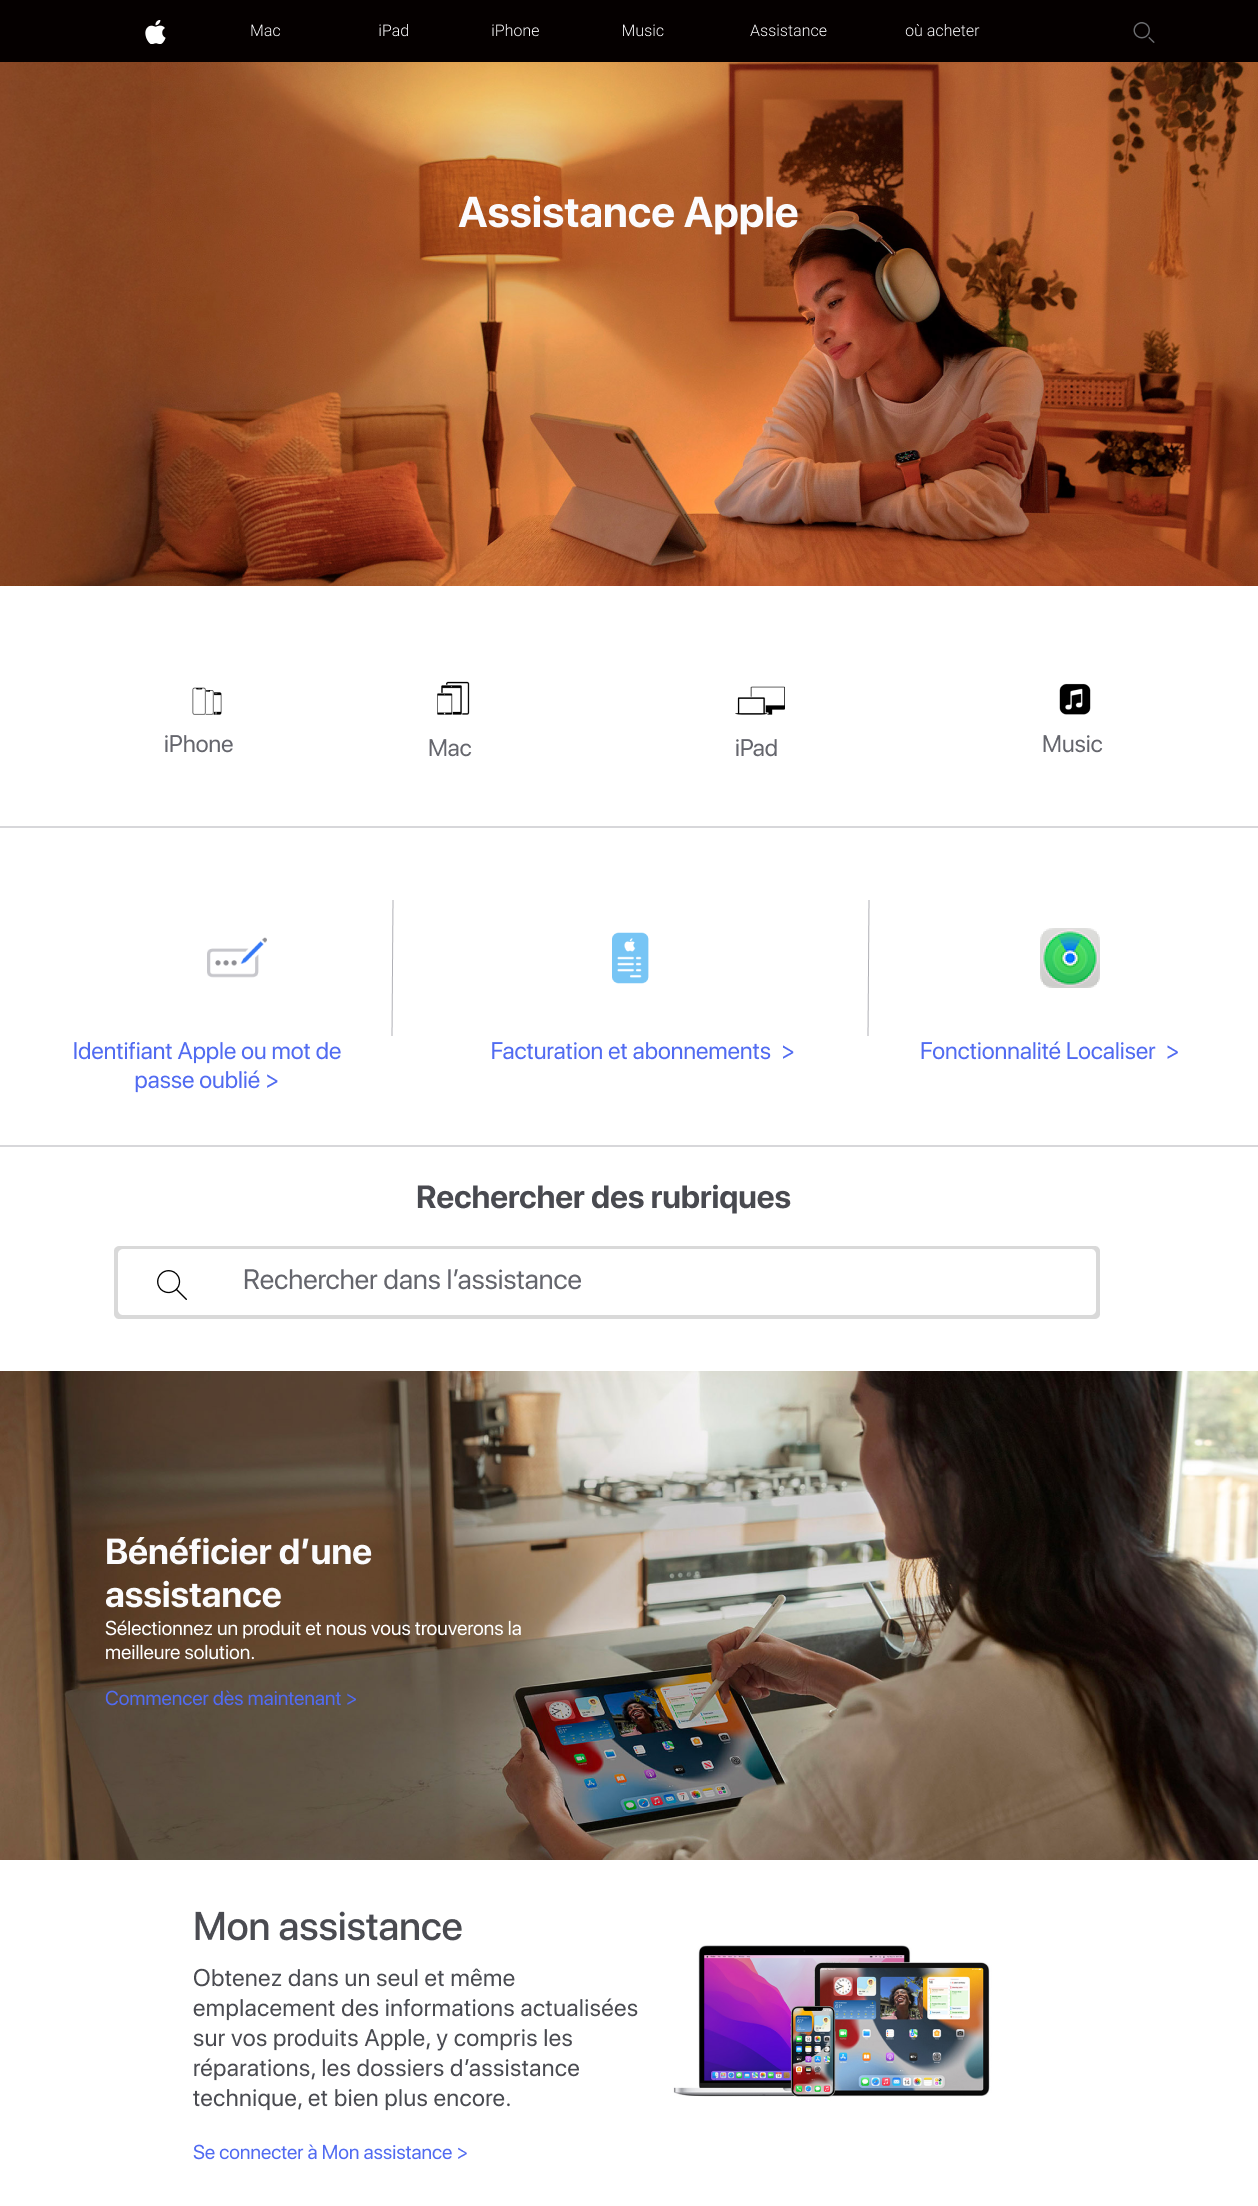 Mac
iPad
iPhone
Music
Assistance
où acheter
Assistance Apple
iPhone
Mac
iPad
Music
Identifiant Apple ou mot de
passe oublié >
Facturation et abonnements >
Fonctionnalité Localiser >
Rechercher des rubriques
Rechercher dans l’assistance
Bénéficier d’une
assistance
Sélectionnez un produit et nous vous trouverons la
meilleure solution.
Commencer dès maintenant >
Mon assistance
Obtenez dans un seul et même
emplacement des informations actualisées
sur vos produits Apple, y compris les
réparations, les dossiers d’assistance
technique, et bien plus encore.
Se connecter à Mon assistance >